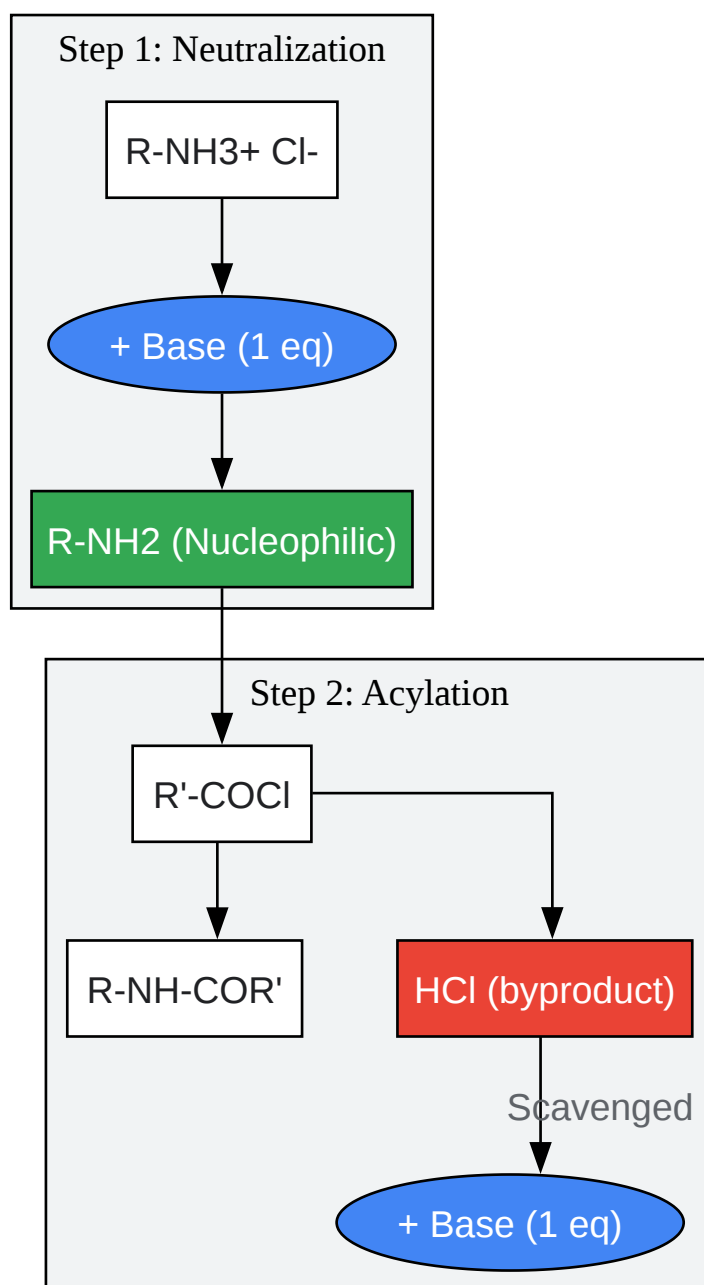 Step 1: Neutralization
R-NH3+ Cl-
+ Base (1 eq)
R-NH2 (Nucleophilic)
Step 2: Acylation
R'-COCl
R-NH-COR'
HCl (byproduct)
Scavenged
+ Base (1 eq)